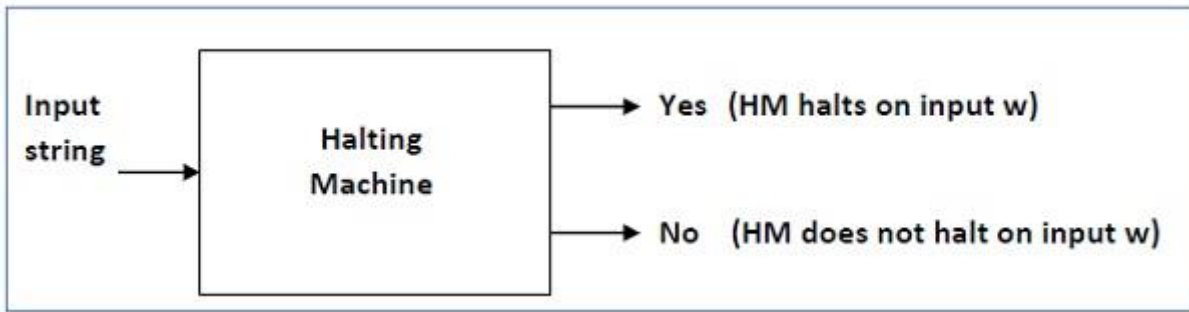 Input
string
Halting
Machine
Yes (HM halts on input w)
No (HM does not halt on input w)